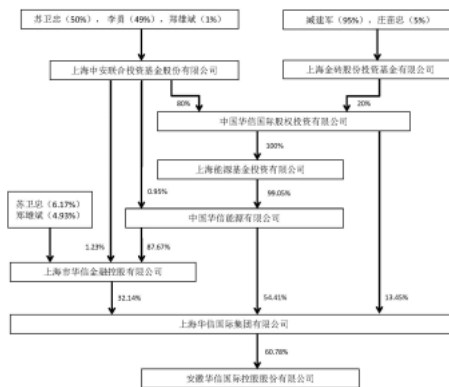 苏卫忠（50%），李勇（49%），郑雄斌（1%）
臧建军（95%），庄苗忠（5%）
上海中安联合投资基金股份有限公司
上海金砖股份投资基金有限公司
80%
20%
中国华信国际股权投资有限公司
100%
上海能源基金投资有限公司
0.95%
99.05%
苏卫忠（6.17%）
郑继斌（4.93%）
中国华信能源有限公司
1.23%
87.67%
上海市华信金融控股有限公司
32.14%
54.41%
13.45%
上海华信国际集团有限公司
60.78%
安徽华信国际控股股份有限公司